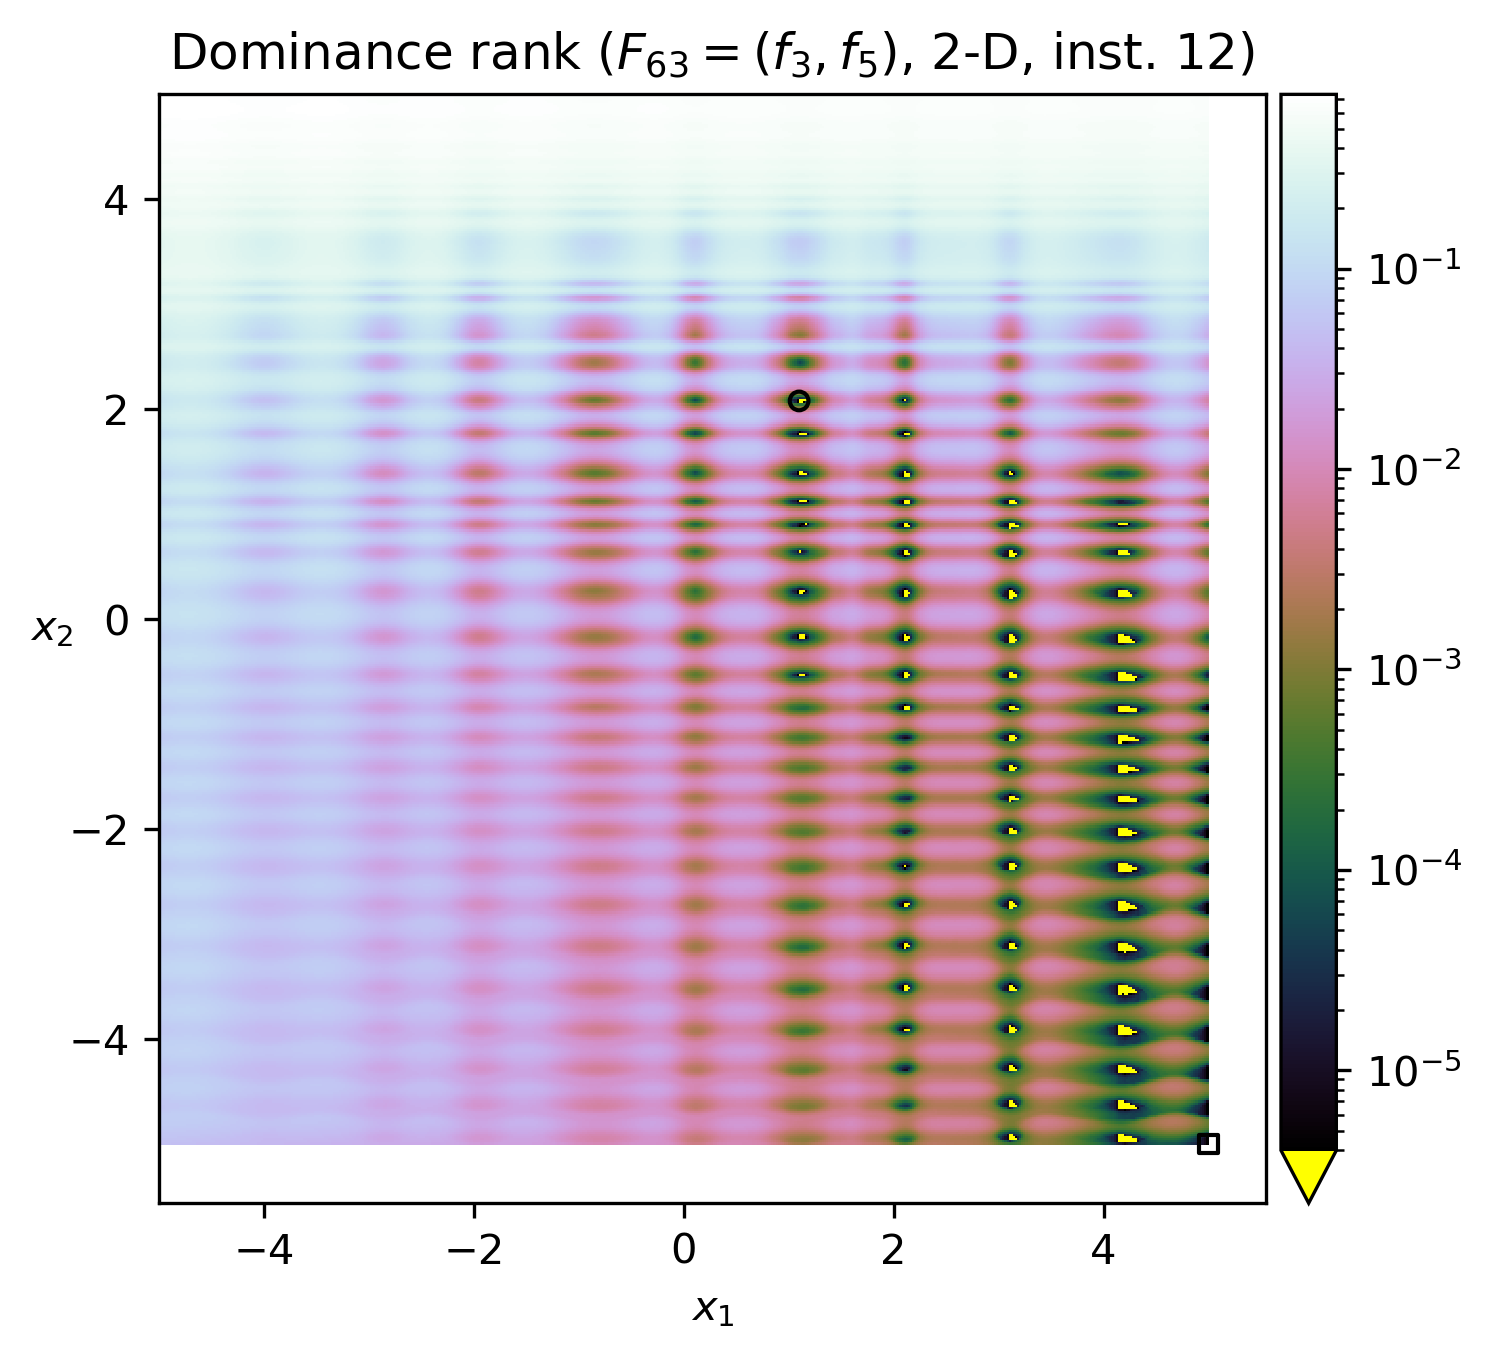 Dominance rank (F₆₃ = (f₃, f₅), 2-D, inst. 12)
4
2
0
−2
−4
x₂
−4 −2 0 2 4
x₁
10⁻¹
10⁻²
10⁻³
10⁻⁴
10⁻⁵